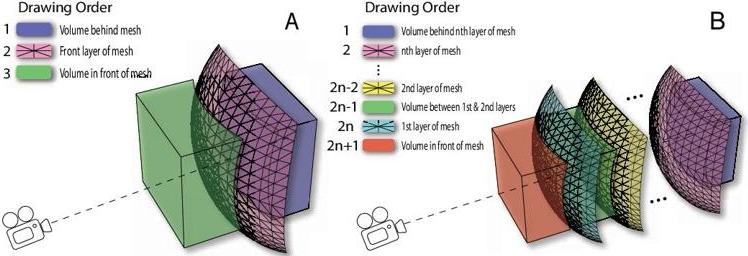 Drawing Order
A
1 Volume behind mesh
2 Front layer of mesh
3 Volume in front of mesh
Drawing Order
B
1 Volume behind nth layer of mesh
2 nth layer of mesh
2n-2 2nd layer of mesh
2n-1 Volume between 1st & 2nd layers
2n 1st layer of mesh
2n+1 Volume in front of mesh